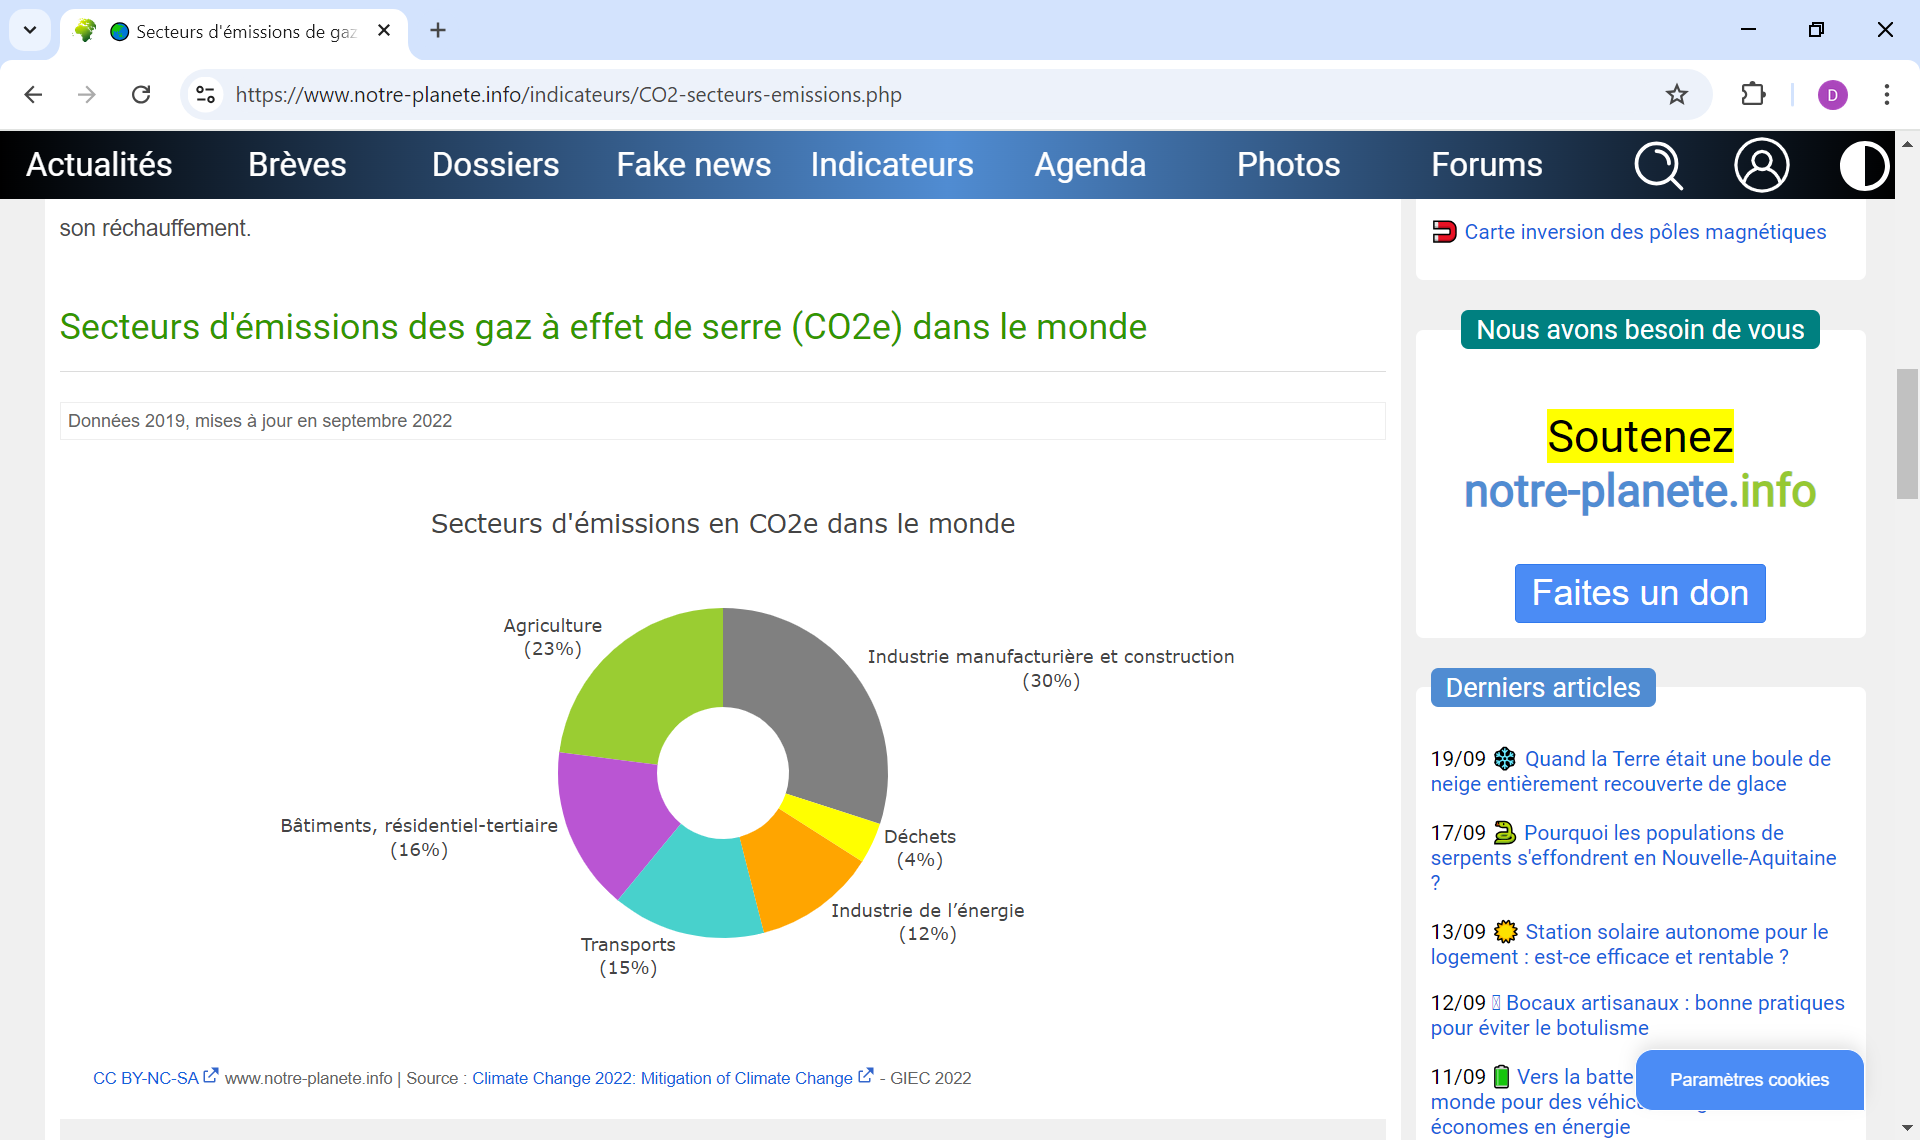 Secteurs d'émissions de gaz
https://www.notre-planete.info/indicateurs/CO2-secteurs-emissions.php
D
Actualités Brèves Dossiers Fake news Indicateurs Agenda Photos Forums
son réchauffement.
Secteurs d'émissions des gaz à effet de serre (CO2e) dans le monde
Données 2019, mises à jour en septembre 2022
Secteurs d'émissions en CO2e dans le monde
Agriculture
(23%)
Industrie manufacturière et construction
(30%)
Bâtiments, résidentiel-tertiaire
(16%)
Déchets
(4%)
Industrie de l’énergie
(12%)
Transports
(15%)
CC BY-NC-SA www.notre-planete.info | Source : Climate Change 2022: Mitigation of Climate Change - GIEC 2022
Carte inversion des pôles magnétiques
Nous avons besoin de vous
Soutenez
notre-planete.info
Faites un don
Derniers articles
19/09 Quand la Terre était une boule de
neige entièrement recouverte de glace
17/09 Pourquoi les populations de
serpents s'effondrent en Nouvelle-Aquitaine
?
13/09 Station solaire autonome pour le
logement : est-ce efficace et rentable ?
12/09 Bocaux artisanaux : bonne pratiques
pour éviter le botulisme
11/09 Vers la batte
monde pour des véhic
économes en énergie
Paramètres cookies